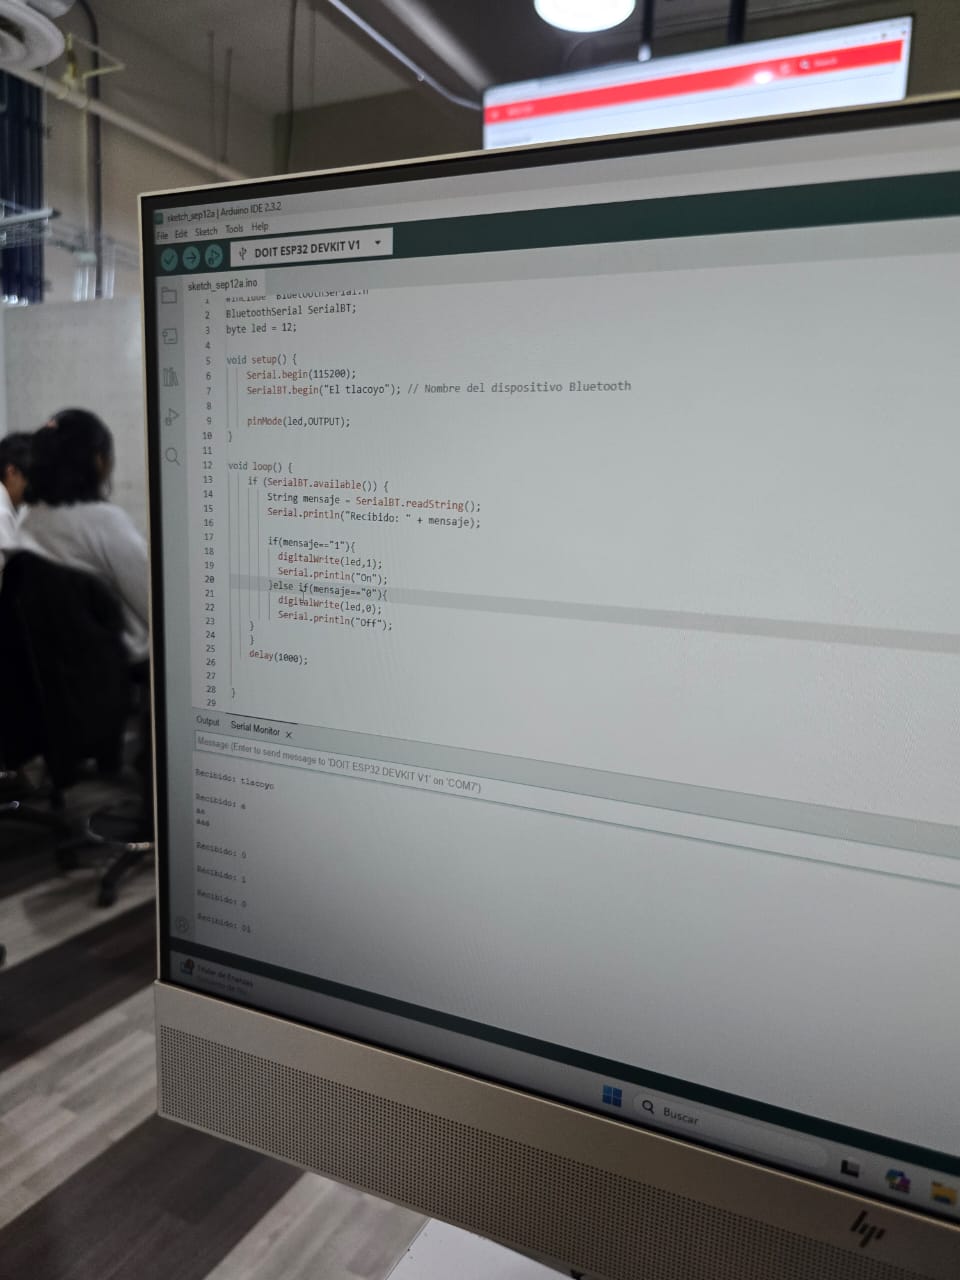 sketch_sep12a | Arduino IDE 2.3.2
File Edit Sketch Tools Help
DOIT ESP32 DEVKIT V1
sketch_sep12a.ino
1 #include "BluetoothSerial.h
2 BluetoothSerial SerialBT;
3 byte led = 12;
4
5 void setup() {
6 Serial.begin(115200);
7 SerialBT.begin("El tlacoyo"); // Nombre del dispositivo Bluetooth
8
9 pinMode(led,OUTPUT);
10 }
11
12 void loop() {
13 if (SerialBT.available()) {
14 String mensaje = SerialBT.readString();
15 Serial.println("Recibido: " + mensaje);
16
17 if(mensaje=="1"){
18 digitalWrite(led,1);
19 Serial.println("On");
20 }else if(mensaje=="0"){
21 digitalWrite(led,0);
22 Serial.println("Off");
23 }
24 }
25 delay(1000);
26
27
28 }
29
Output Serial Monitor
Message (Enter to send message to 'DOIT ESP32 DEVKIT V1' on 'COM7')
Recibido: tlacoyo
Recibido: a
aa
aaa
Recibido: 0
Recibido: 1
Recibido: 0
Recibido: 01
Buscar
hp